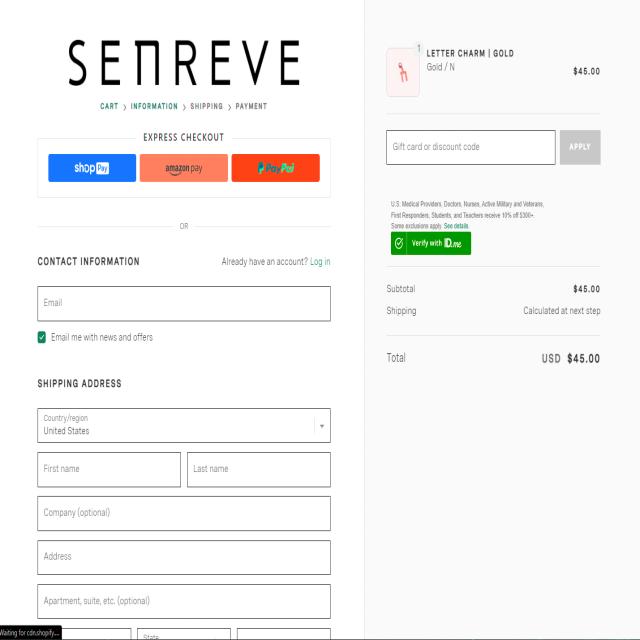 SENREVE
CART > INFORMATION > SHIPPING > PAYMENT
EXPRESS CHECKOUT
shop Pay
amazon pay
PayPal
OR
CONTACT INFORMATION
Already have an account? Log in
Email
Email me with news and offers
SHIPPING ADDRESS
Country/region
United States
First name
Last name
Company (optional)
Address
Apartment, suite, etc. (optional)
State
Waiting for cdn.shopify....
1
LETTER CHARM | GOLD
Gold / N
$45.00
Gift card or discount code
APPLY
U.S. Medical Providers, Doctors, Nurses, Active Military and Veterans,
First Responders, Students, and Teachers receive 10% off $300+.
Some exclusions apply. See details
Verify with ID.me
Subtotal
$45.00
Shipping
Calculated at next step
Total
USD $45.00